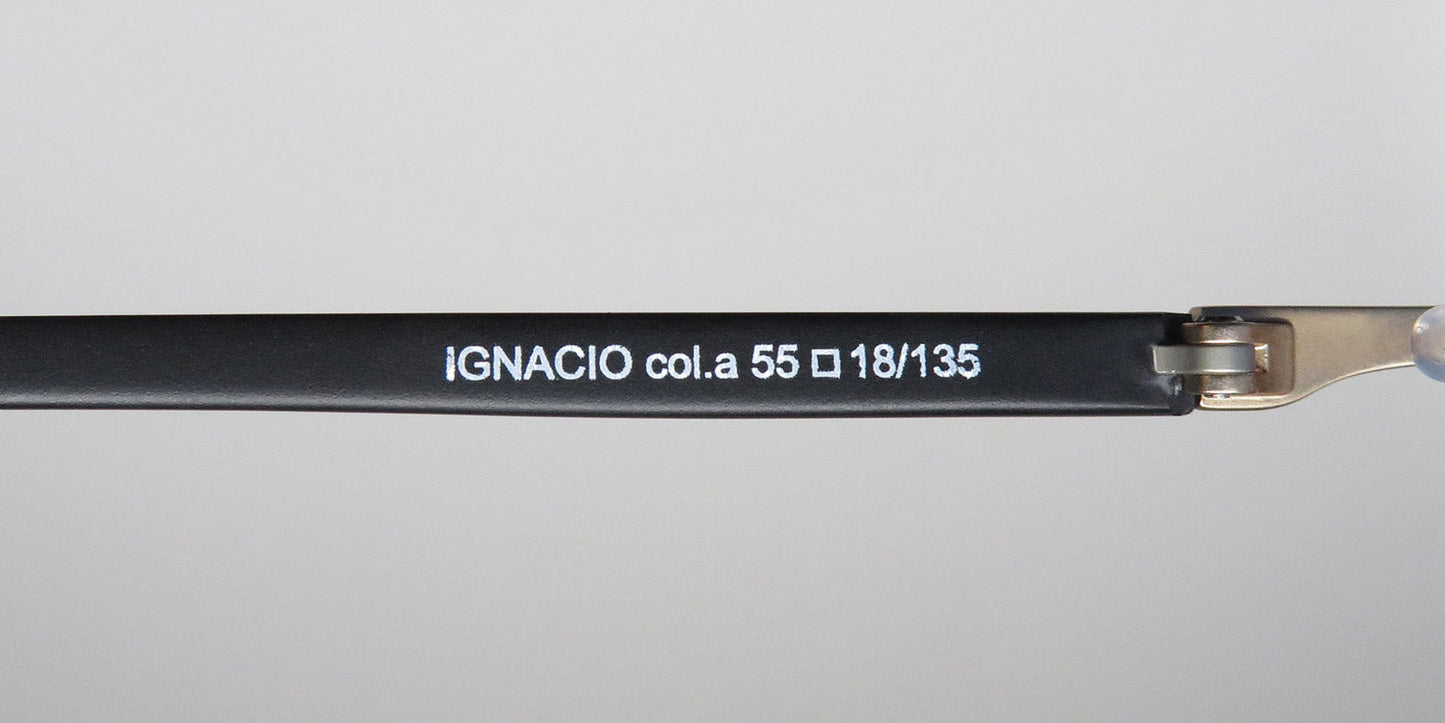 IGNACIO col.a 55 □ 18/135